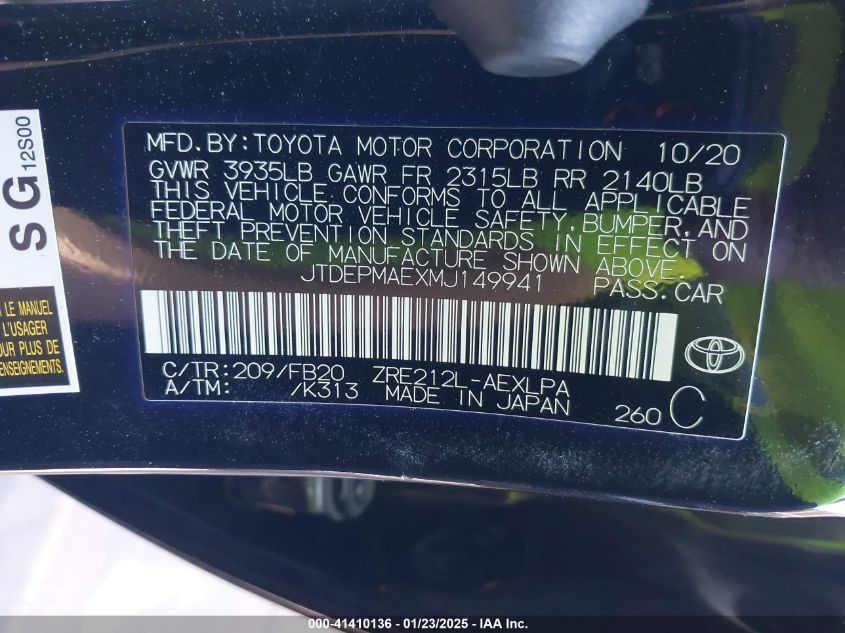 SG
12S00
N LE MANUEL
L'USAGER
OUR PLUS DE
EIGNEMENTS.
MFD. BY: TOYOTA MOTOR CORPORATION 10/20
GVWR 3935LB GAWR FR 2315LB RR 2140LB
THIS VEHICLE CONFORMS TO ALL APPLICABLE
FEDERAL MOTOR VEHICLE SAFETY, BUMPER, AND
THEFT PREVENTION STANDARDS IN EFFECT ON
THE DATE OF MANUFACTURE SHOWN ABOVE.
JTDEPMAEXMJ149941 PASS.CAR
C/TR: 209/FB20 ZRE212L-AEXLPA
A/TM: /K313 MADE IN JAPAN
260 C
000-41410136 - 01/23/2025 - IAA Inc.